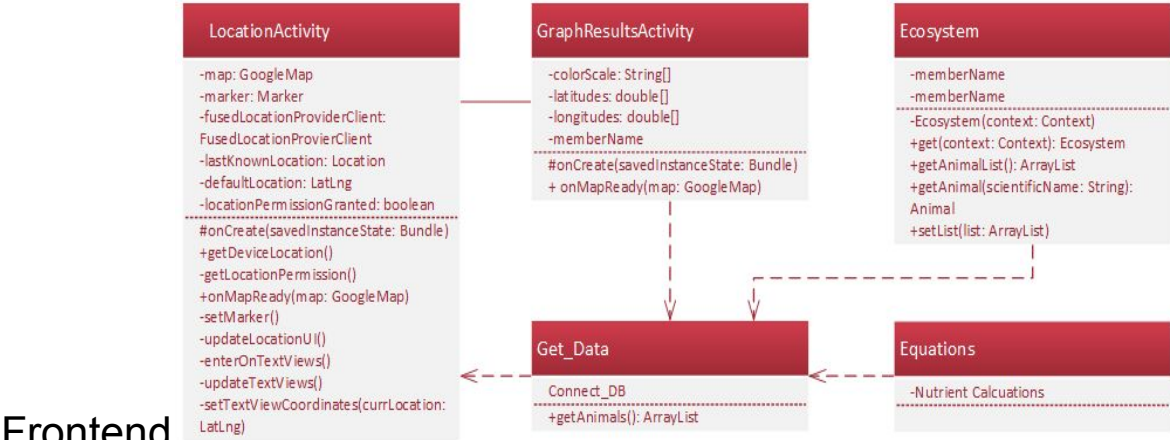 LocationActivity
-map: GoogleMap
-marker: Marker
-fusedLocationProviderClient:
FusedLocationProvierClient
-lastKnownLocation: Location
-defaultLocation: LatLng
-locationPermissionGranted: boolean
#onCreate(savedInstanceState: Bundle)
+getDeviceLocation()
-getLocationPermission()
+onMapReady(map: GoogleMap)
-setMarker()
-updateLocationUI()
-enterOnTextViews()
-updateTextViews()
-setTextViewCoordinates(currLocation:
LatLng)
GraphResultsActivity
-colorScale: String[]
-latitudes: double[]
-longitudes: double[]
-memberName
#onCreate(savedInstanceState: Bundle)
+ onMapReady(map: GoogleMap)
Ecosystem
-memberName
-memberName
-Ecosystem(context: Context)
+get(context: Context): Ecosystem
+getAnimalList(): ArrayList
+getAnimal(scientificName: String):
Animal
+setList(list: ArrayList)
Get_Data
Connect_DB
+getAnimals(): ArrayList
Equations
-Nutrient Calcuations
Frontend